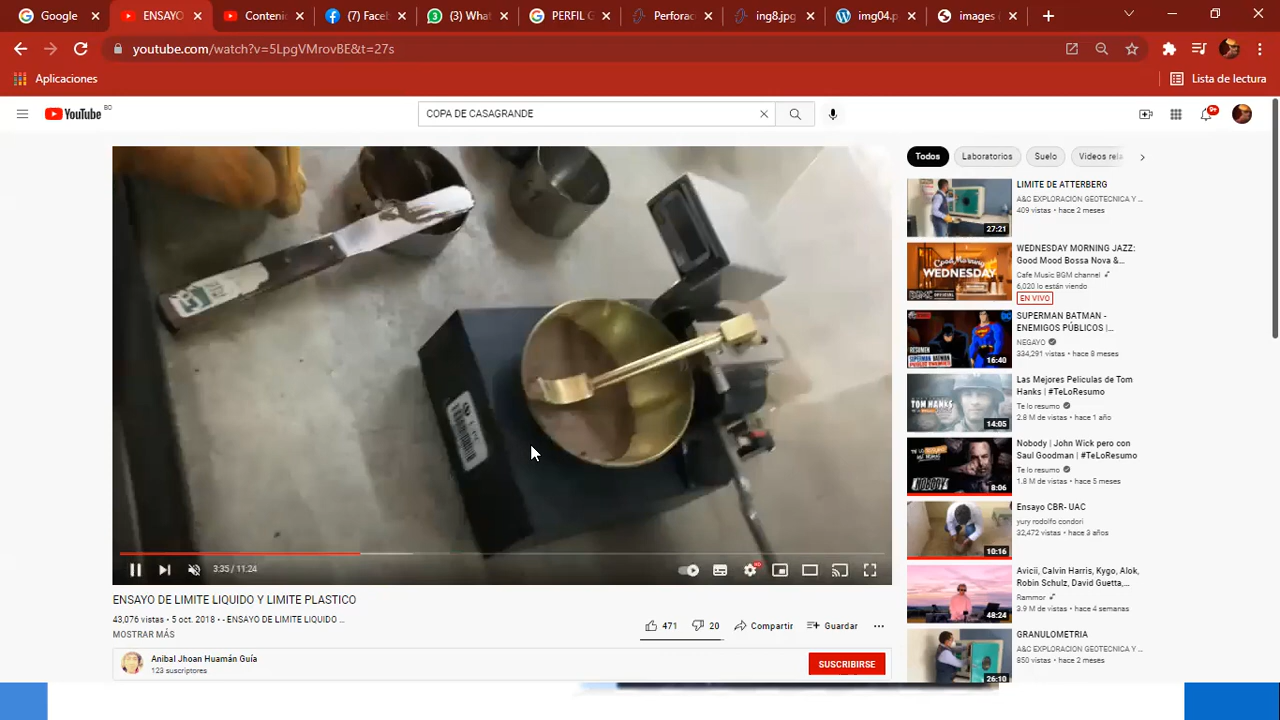 Google
ENSAYO
Conteni
(7) Face
(3) Wha
PERFIL G
Perforac
ing8.jpg
img04.p
images (
youtube.com/watch?v=5LpgVMrovBE&t=27s
Aplicaciones
Lista de lectura
YouTube BO
COPA DE CASAGRANDE
9+
Todos
Laboratorios
Suelo
Videos rela
LIMITE DE ATTERBERG
A&C EXPLORACION GEOTECNICA Y ...
409 vistas • hace 2 meses
27:21
WEDNESDAY MORNING JAZZ:
Good Mood Bossa Nova &...
Cafe Music BGM channel
6,020 lo están viendo
EN VIVO
SUPERMAN BATMAN -
ENEMIGOS PÚBLICOS |...
NEGAYO
334,291 vistas • hace 8 meses
16:40
Las Mejores Peliculas de Tom
Hanks | #TeLoResumo
Te lo resumo
2.8 M de vistas • hace 1 año
14:05
Nobody | John Wick pero con
Saul Goodman | #TeLoResumo
Te lo resumo
1.8 M de vistas • hace 5 meses
8:06
Ensayo CBR- UAC
yury rodolfo condori
32,472 vistas • hace 3 años
10:16
Avicii, Calvin Harris, Kygo, Alok,
Robin Schulz, David Guetta,...
Rammor
3.9 M de vistas • hace 4 semanas
48:24
GRANULOMETRIA
A&C EXPLORACION GEOTECNICA Y ...
850 vistas • hace 2 meses
26:10
3:35 / 11:24
ENSAYO DE LIMITE LIQUIDO Y LIMITE PLASTICO
43,076 vistas • 5 oct. 2018 • - ENSAYO DE LIMITE LIQUIDO ...
MOSTRAR MÁS
471
20
Compartir
Guardar
Anibal Jhoan Huamán Guía
123 suscriptores
SUSCRIBIRSE